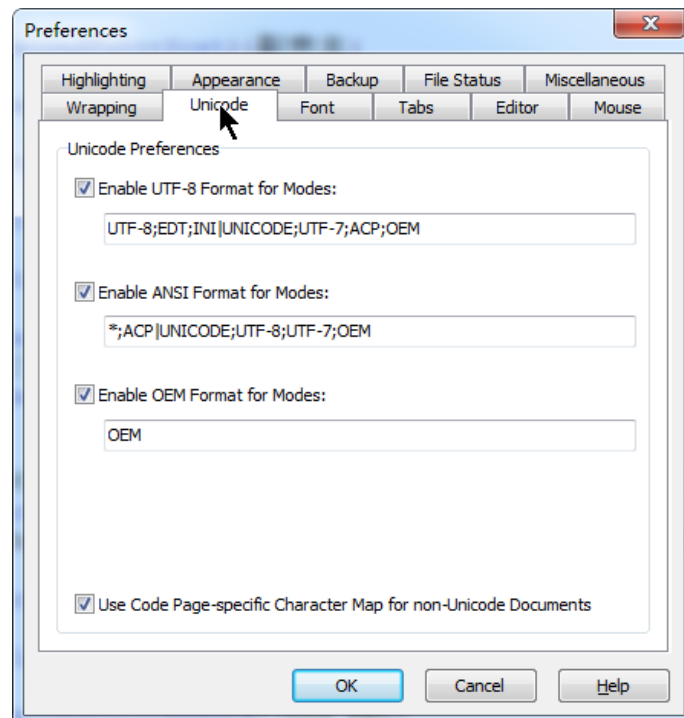 Preferences
Highlighting Appearance Backup File Status Miscellaneous
Wrapping Unicode Font Tabs Editor Mouse
Unicode Preferences
Enable UTF-8 Format for Modes:
UTF-8;EDT;INI|UNICODE;UTF-7;ACP;OEM
Enable ANSI Format for Modes:
*;ACP|UNICODE;UTF-8;UTF-7;OEM
Enable OEM Format for Modes:
OEM
Use Code Page-specific Character Map for non-Unicode Documents
OK Cancel Help